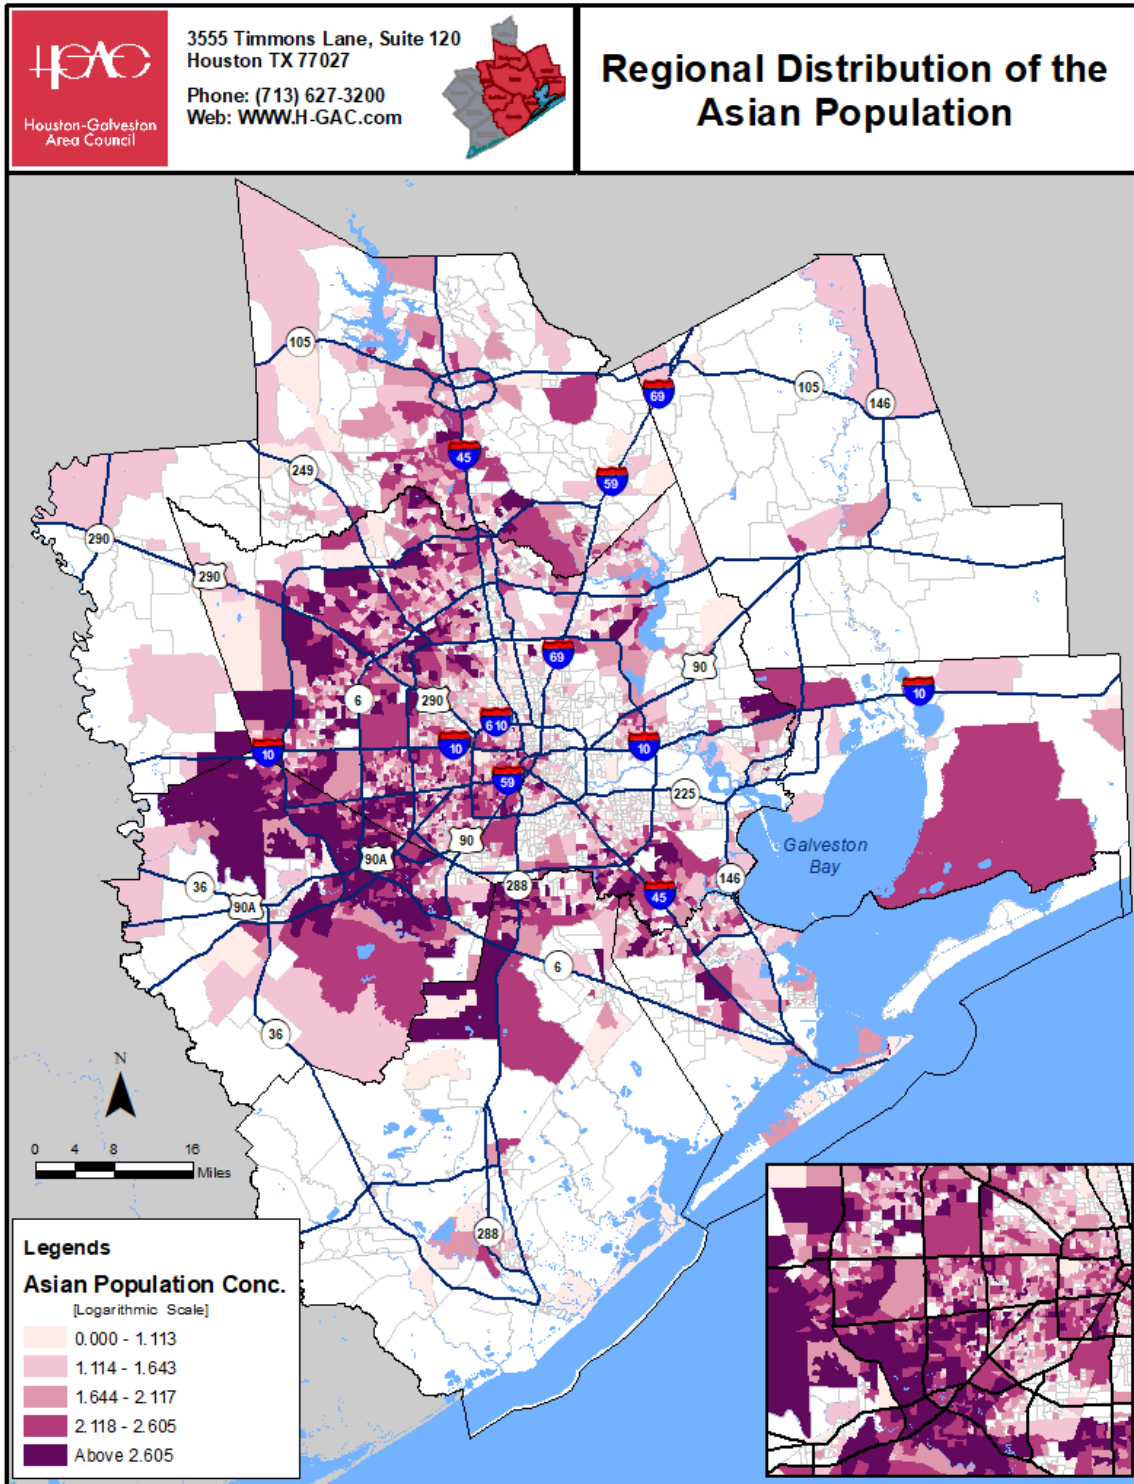 HGAC
Houston-Galveston
Area Council
3555 Timmons Lane, Suite 120
Houston TX 77027
Phone: (713) 627-3200
Web: WWW.H-GAC.com
Regional Distribution of the
Asian Population
105
69
105
146
45
249
59
290
290
69
90
6
290
610
10
10
10
10
59
225
90
90A
Galveston
Bay
36
90A
288
146
45
6
36
N
0 4 8 16
Miles
288
Legends
Asian Population Conc.
[Logarithmic Scale]
0.000 - 1.113
1.114 - 1.643
1.644 - 2.117
2.118 - 2.605
Above 2.605